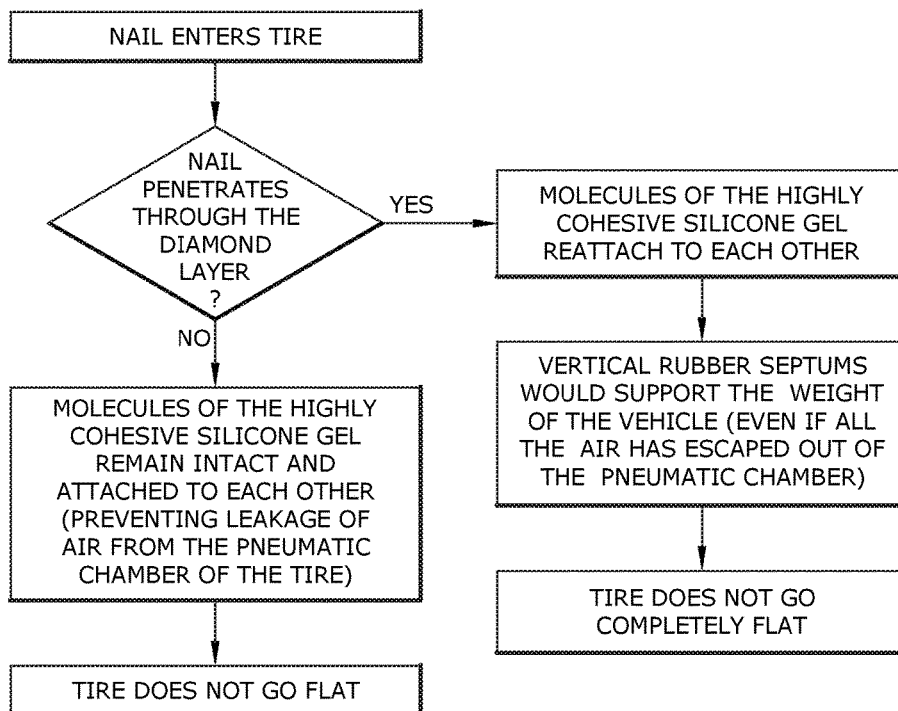 NAIL ENTERS TIRE
NAIL
PENETRATES
THROUGH THE
DIAMOND
LAYER
?
YES
NO
MOLECULES OF THE HIGHLY
COHESIVE SILICONE GEL
REATTACH TO EACH OTHER
VERTICAL RUBBER SEPTUMS
WOULD SUPPORT THE WEIGHT
OF THE VEHICLE (EVEN IF ALL
THE AIR HAS ESCAPED OUT OF
THE PNEUMATIC CHAMBER)
TIRE DOES NOT GO
COMPLETELY FLAT
MOLECULES OF THE HIGHLY
COHESIVE SILICONE GEL
REMAIN INTACT AND
ATTACHED TO EACH OTHER
(PREVENTING LEAKAGE OF
AIR FROM THE PNEUMATIC
CHAMBER OF THE TIRE)
TIRE DOES NOT GO FLAT